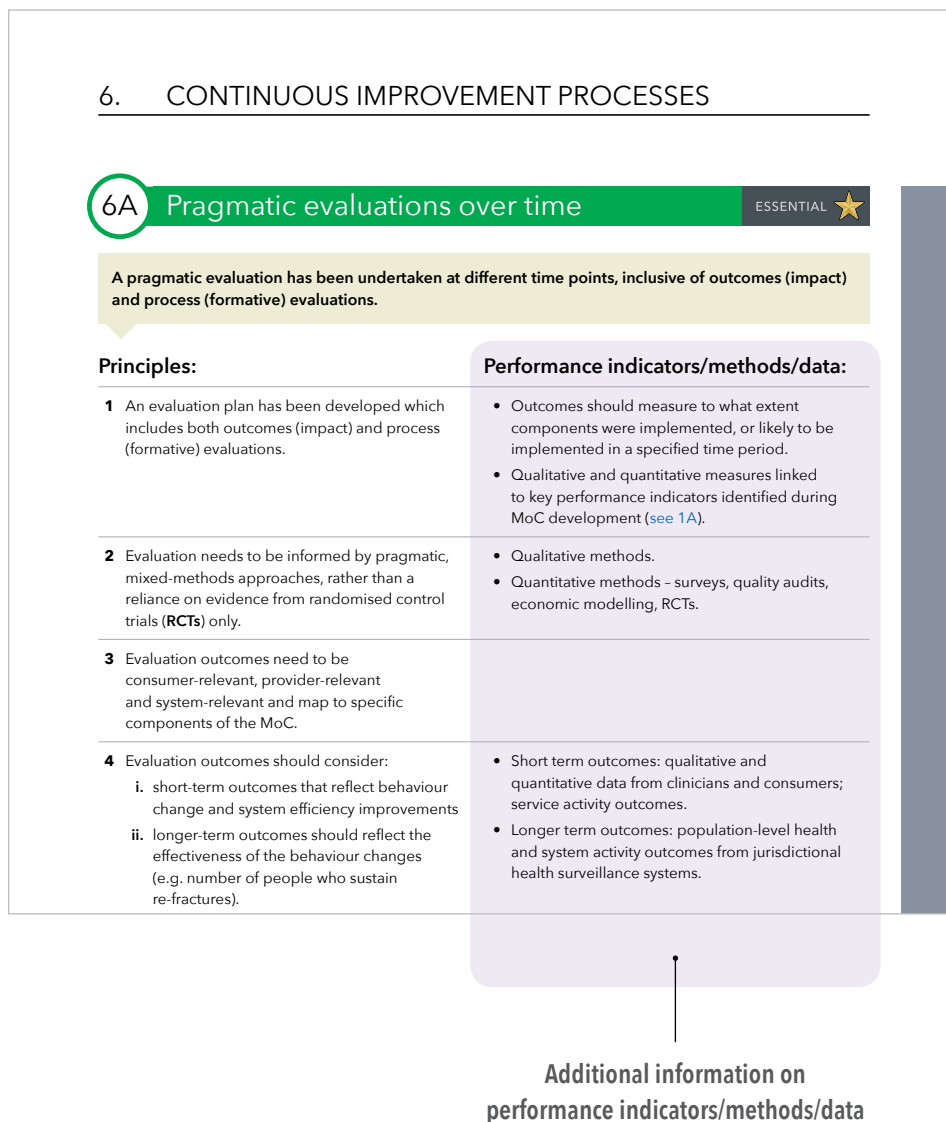 6. CONTINUOUS IMPROVEMENT PROCESSES
6A Pragmatic evaluations over time ESSENTIAL
A pragmatic evaluation has been undertaken at different time points, inclusive of outcomes (impact)
and process (formative) evaluations.
Principles:
1 An evaluation plan has been developed which
includes both outcomes (impact) and process
(formative) evaluations.
Performance indicators/methods/data:
• Outcomes should measure to what extent
components were implemented, or likely to be
implemented in a specified time period.
• Qualitative and quantitative measures linked
to key performance indicators identified during
MoC development (see 1A).
2 Evaluation needs to be informed by pragmatic,
mixed-methods approaches, rather than a
reliance on evidence from randomised control
trials (RCTs) only.
• Qualitative methods.
• Quantitative methods – surveys, quality audits,
economic modelling, RCTs.
3 Evaluation outcomes need to be
consumer-relevant, provider-relevant
and system-relevant and map to specific
components of the MoC.
4 Evaluation outcomes should consider:
i. short-term outcomes that reflect behaviour
change and system efficiency improvements
ii. longer-term outcomes should reflect the
effectiveness of the behaviour changes
(e.g. number of people who sustain
re-fractures).
• Short term outcomes: qualitative and
quantitative data from clinicians and consumers;
service activity outcomes.
• Longer term outcomes: population-level health
and system activity outcomes from jurisdictional
health surveillance systems.
Additional information on
performance indicators/methods/data